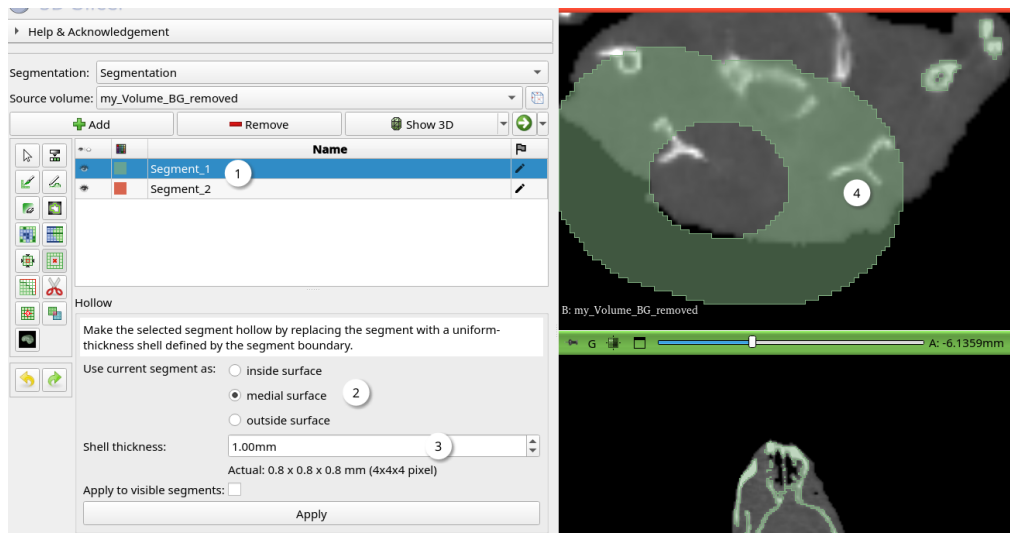 Help & Acknowledgement
Segmentation: Segmentation
Source volume: my_Volume_BG_removed
Add Remove Show 3D
Name
Segment_1 1
Segment_2
4
B: my_Volume_BG_removed
Hollow
Make the selected segment hollow by replacing the segment with a uniform-
thickness shell defined by the segment boundary.
G A: -6.1359mm
Use current segment as: inside surface
medial surface 2
outside surface
Shell thickness: 1.00mm 3
Actual: 0.8 x 0.8 x 0.8 mm (4x4x4 pixel)
Apply to visible segments:
Apply